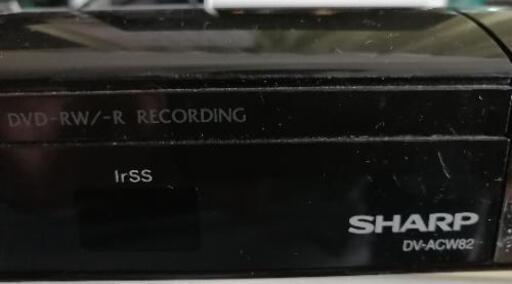 DVD-RW/-R RECORDING
IrSS
SHARP
DV-ACW82